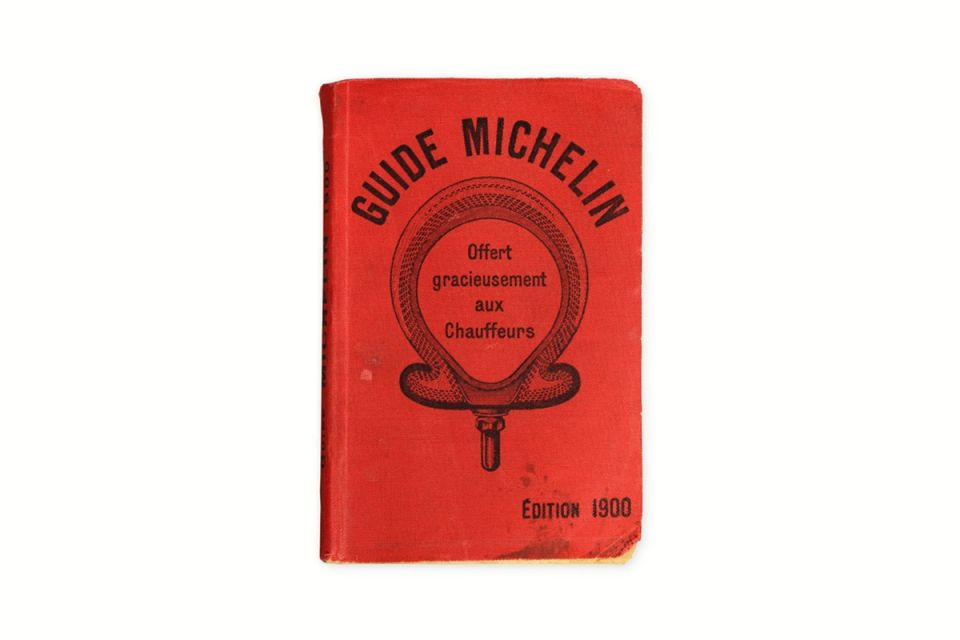 GUIDE MICHELIN
Offert
gracieusement
aux
Chauffeurs
ÉDITION 1900